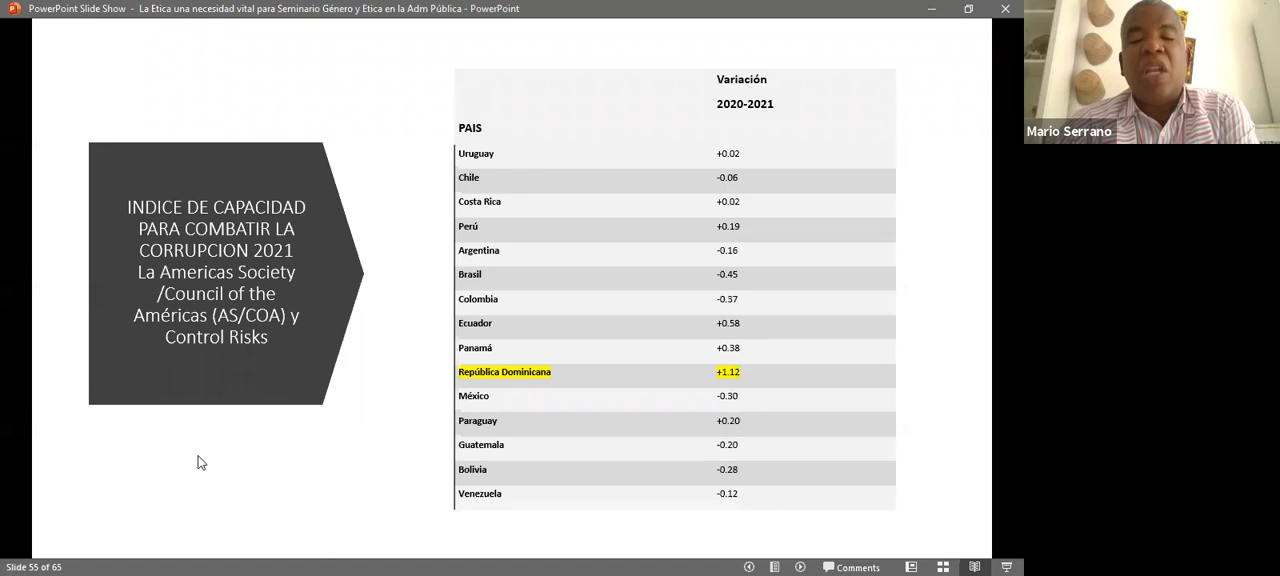 PowerPoint Slide Show - La Etica una necesidad vital para Seminario Género y Etica en la Adm Pública - PowerPoint
INDICE DE CAPACIDAD
PARA COMBATIR LA
CORRUPCION 2021
La Americas Society
/Council of the
Américas (AS/COA) y
Control Risks
Variación
2020-2021
PAIS
Uruguay +0.02
Chile -0.06
Costa Rica +0.02
Perú +0.19
Argentina -0.16
Brasil -0.45
Colombia -0.37
Ecuador +0.58
Panamá +0.38
República Dominicana +1.12
México -0.30
Paraguay +0.20
Guatemala -0.20
Bolivia -0.28
Venezuela -0.12
Mario Serrano
Slide 55 of 65
Comments